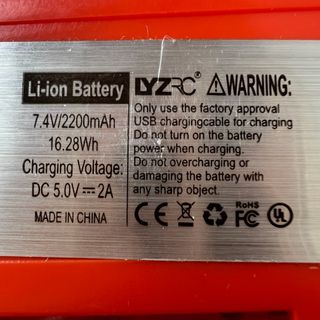 Li-ion Battery
7.4V/2200mAh
16.28Wh
Charging Voltage:
DC 5.0V⎓2A
MADE IN CHINA
LYZRC® ⚠WARNING:
Only use the factory approval
USB chargingcable for charging
Do not turn on the battery
power when charging.
Do not overcharging or
damaging the battery with
any sharp object.
CE RoHS FC UL